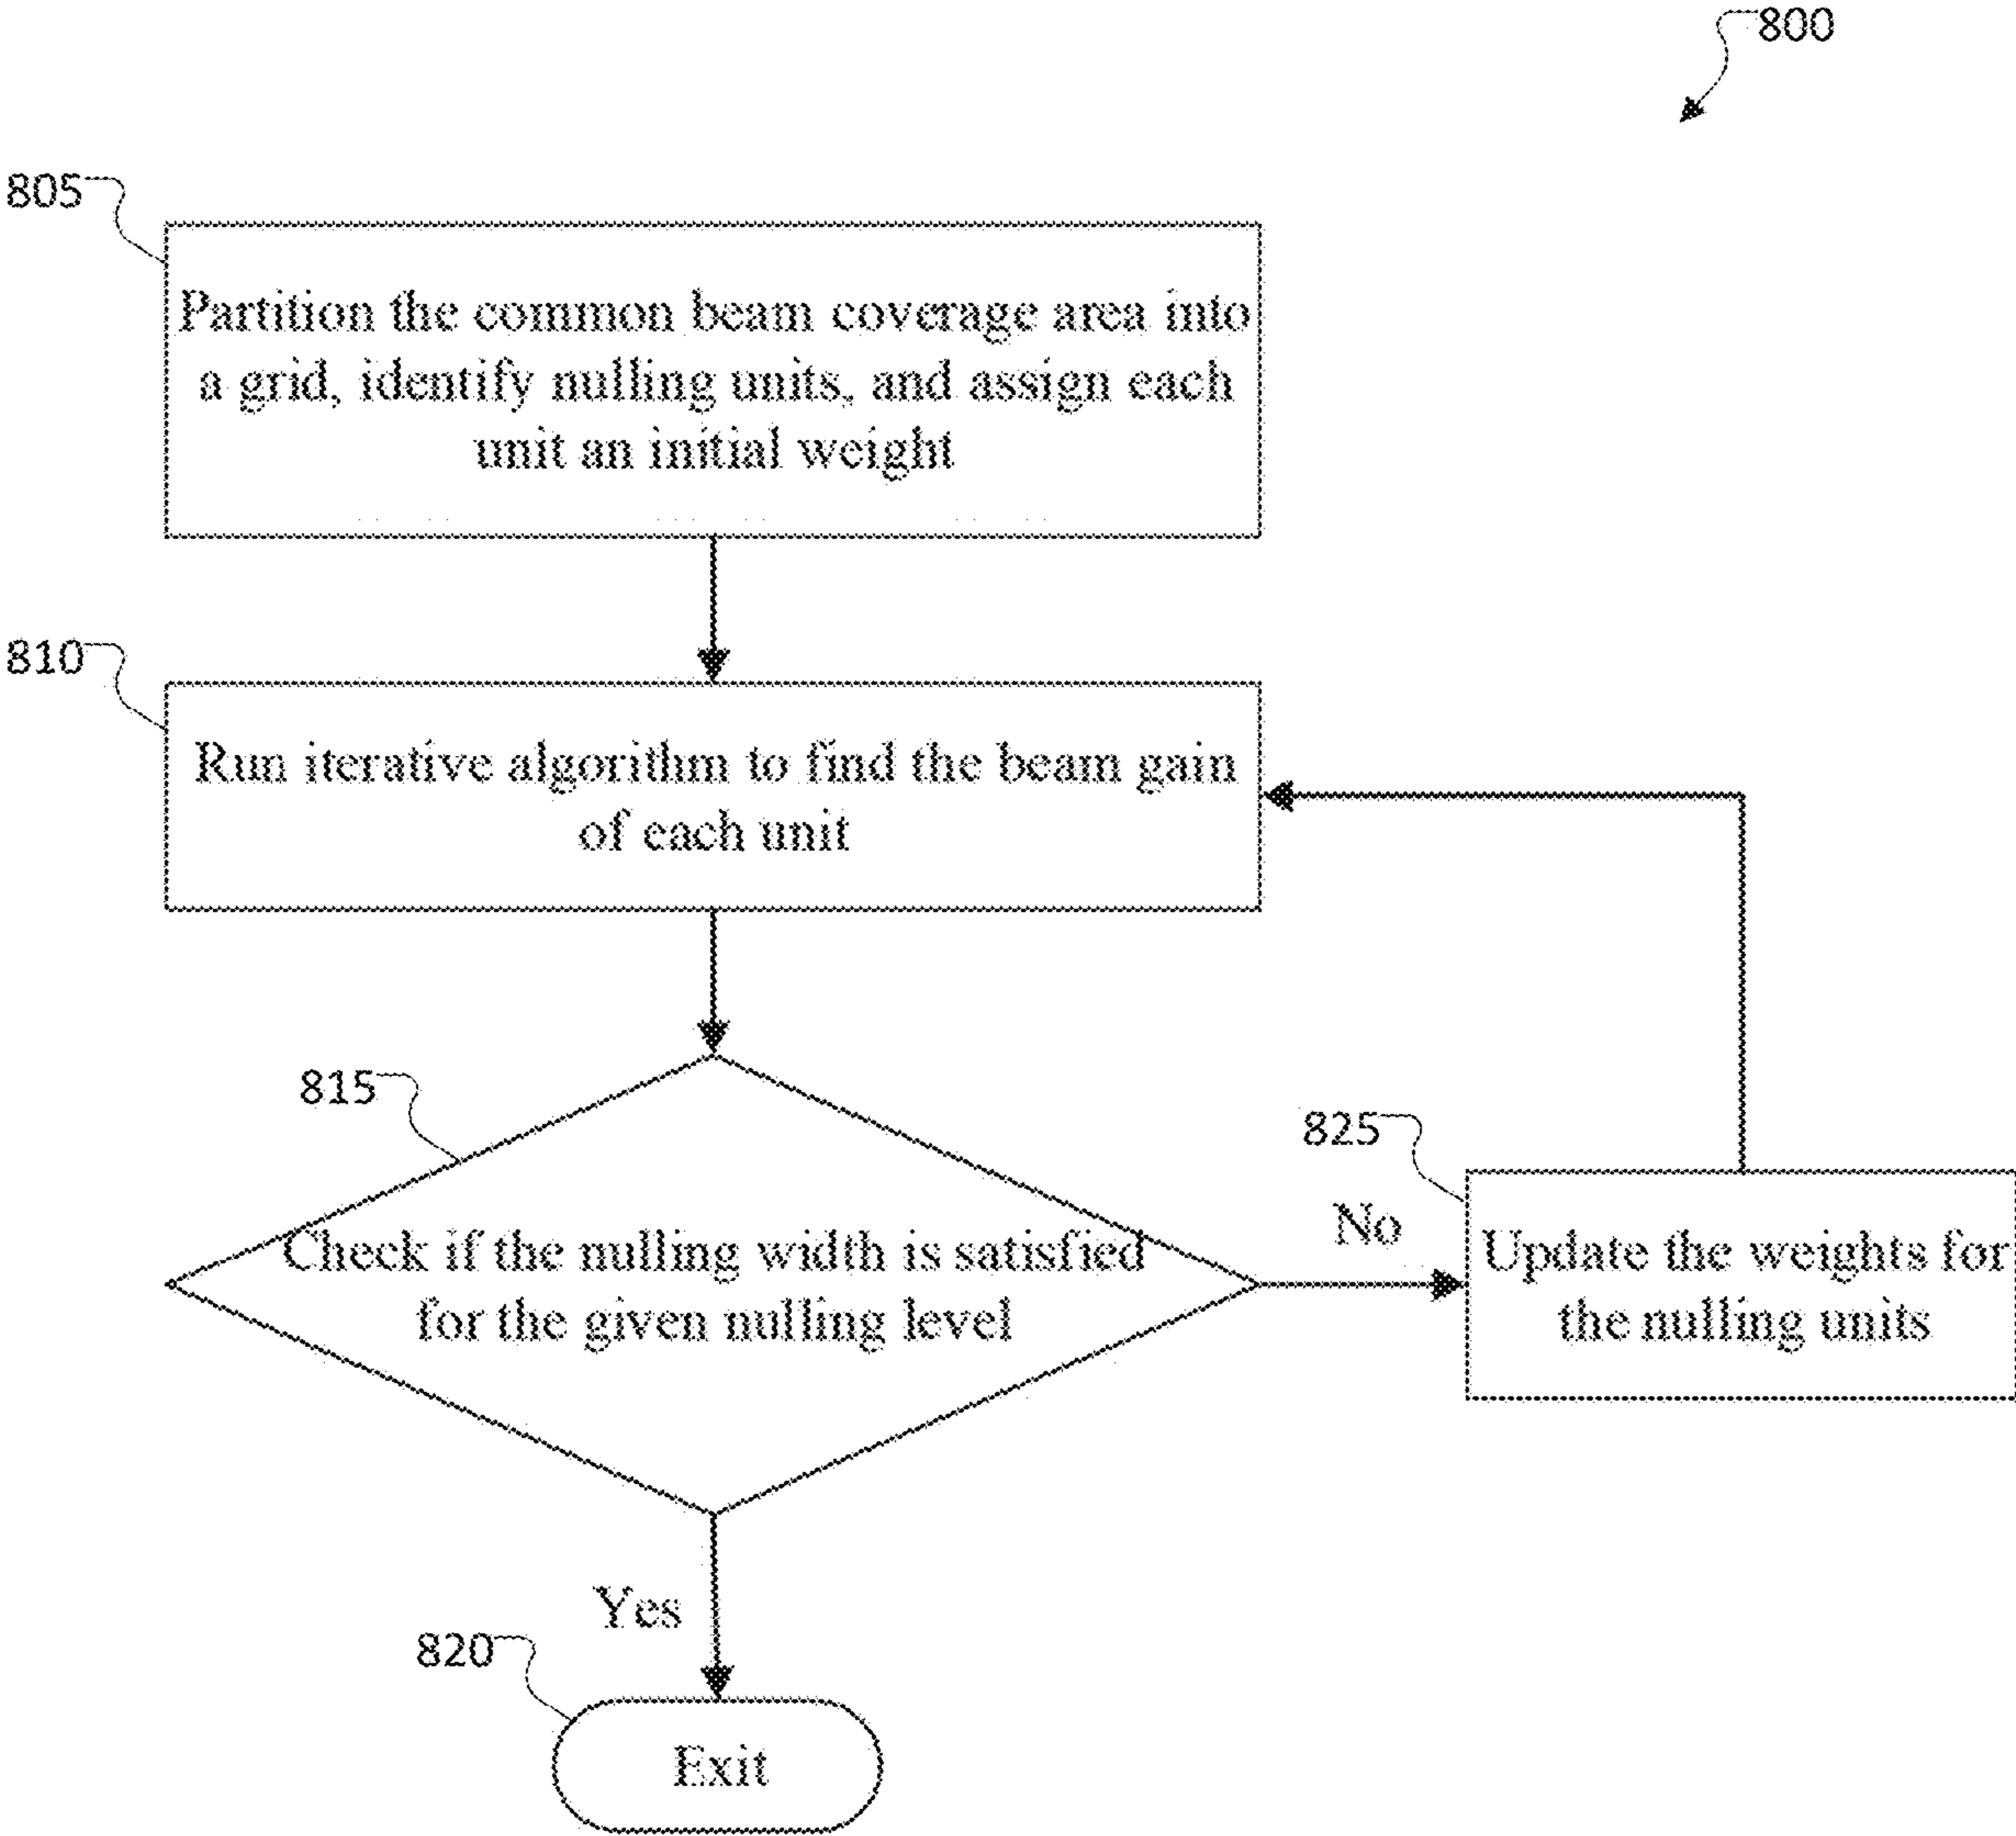 800
805
Partition the common beam coverage area into
a grid, identify nulling units, and assign each
unit an initial weight
810
Run iterative algorithm to find the beam gain
of each unit
815
Check if the nulling width is satisfied
for the given nulling level
825
No
Update the weights for
the nulling units
Yes
820
Exit